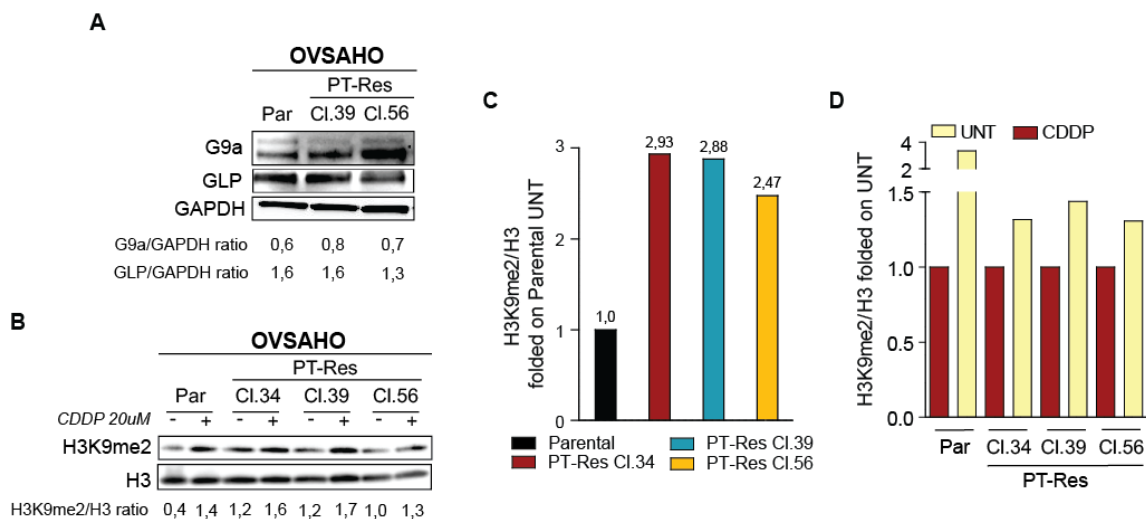 A
OVSAHO
PT-Res
Par Cl.39 Cl.56
G9a
GLP
GAPDH
G9a/GAPDH ratio 0,6 0,8 0,7
GLP/GAPDH ratio 1,6 1,6 1,3
B
OVSAHO
PT-Res
Par Cl.34 Cl.39 Cl.56
CDDP 20uM - + - + - + - +
H3K9me2
H3
H3K9me2/H3 ratio 0,4 1,4 1,2 1,6 1,2 1,7 1,0 1,3
C
H3K9me2/H3
folded on Parental UNT
3
2
1
0
1,0
2,93
2,88
2,47
Parental PT-Res Cl.39
PT-Res Cl.34 PT-Res Cl.56
D
UNT CDDP
H3K9me2/H3 folded on UNT
4
2
1.5
1.0
0.5
0.0
Par Cl.34 Cl.39 Cl.56
PT-Res